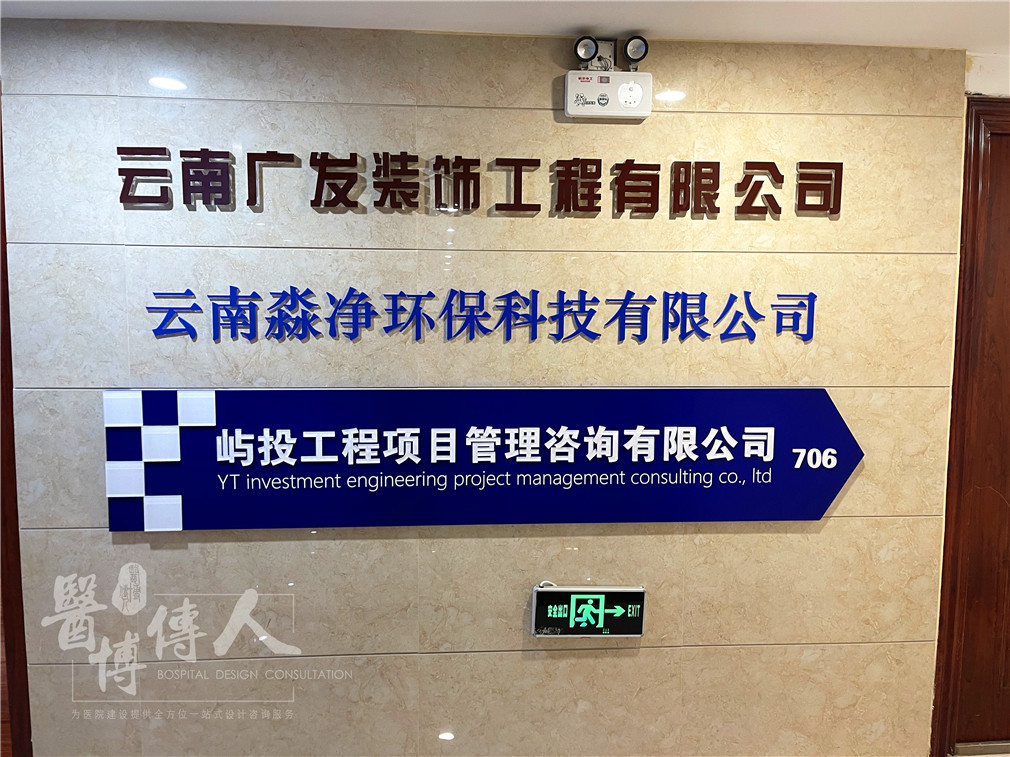 云南广发装饰工程有限公司
云南淼净环保科技有限公司
屿投工程项目管理咨询有限公司
YT investment engineering project management consulting co., ltd
706
安全出口 EXIT
醫博傳人
BOSPITAL DESIGN CONSULTATION
为医院建设提供全方位一站式设计咨询服务